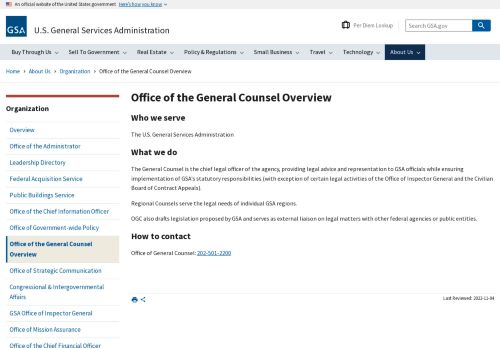 An official website of the United States government Here's how you know
GSA
U.S. General Services Administration
Per Diem Lookup
Search GSA.gov
Buy Through Us Sell To Government Real Estate Policy & Regulations Small Business Travel Technology About Us
Home › About Us › Organization › Office of the General Counsel Overview
Organization
Overview
Office of the Administrator
Leadership Directory
Federal Acquisition Service
Public Buildings Service
Office of the Chief Information Officer
Office of Government-wide Policy
Office of the General Counsel
Overview
Office of Strategic Communication
Congressional & Intergovernmental
Affairs
GSA Office of Inspector General
Office of Mission Assurance
Office of the Chief Financial Officer
Office of the General Counsel Overview
Who we serve
The U.S. General Services Administration
What we do
The General Counsel is the chief legal officer of the agency, providing legal advice and representation to GSA officials while ensuring
implementation of GSA's statutory responsibilities (with exception of certain legal activities of the Office of Inspector General and the Civilian
Board of Contract Appeals).
Regional Counsels serve the legal needs of individual GSA regions.
OGC also drafts legislation proposed by GSA and serves as external liaison on legal matters with other federal agencies or public entities.
How to contact
Office of General Counsel: 202-501-2200
Last Reviewed: 2022-11-04